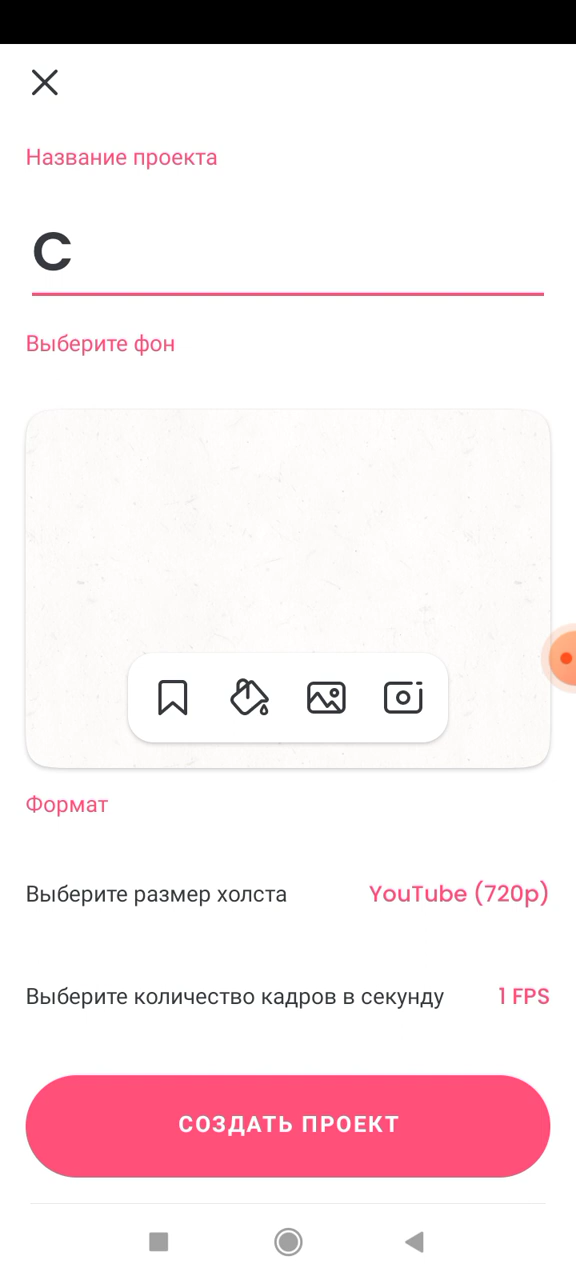 Название проекта
С
Выберите фон
Формат
Выберите размер холста YouTube (720p)
Выберите количество кадров в секунду 1 FPS
СОЗДАТЬ ПРОЕКТ